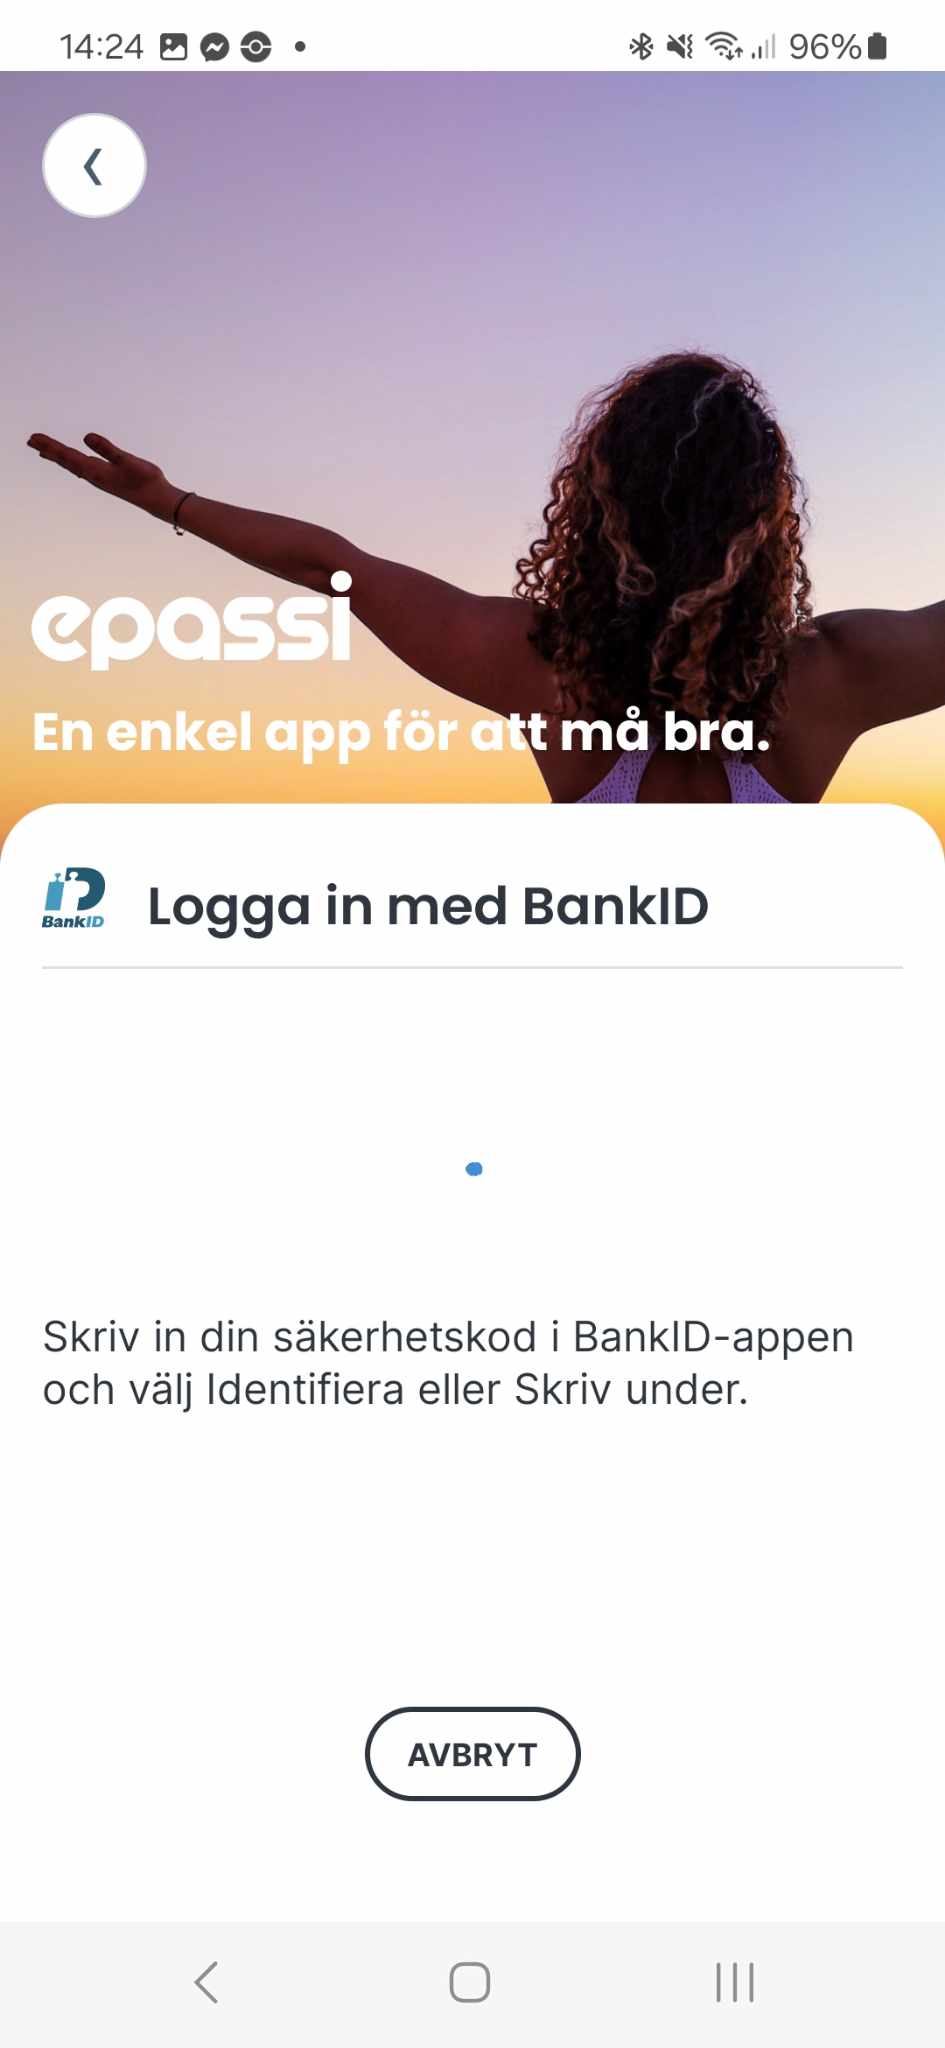 14:24
96%
epassi
En enkel app för att må bra.
BankID
Logga in med BankID
Skriv in din säkerhetskod i BankID-appen
och välj Identifiera eller Skriv under.
AVBRYT